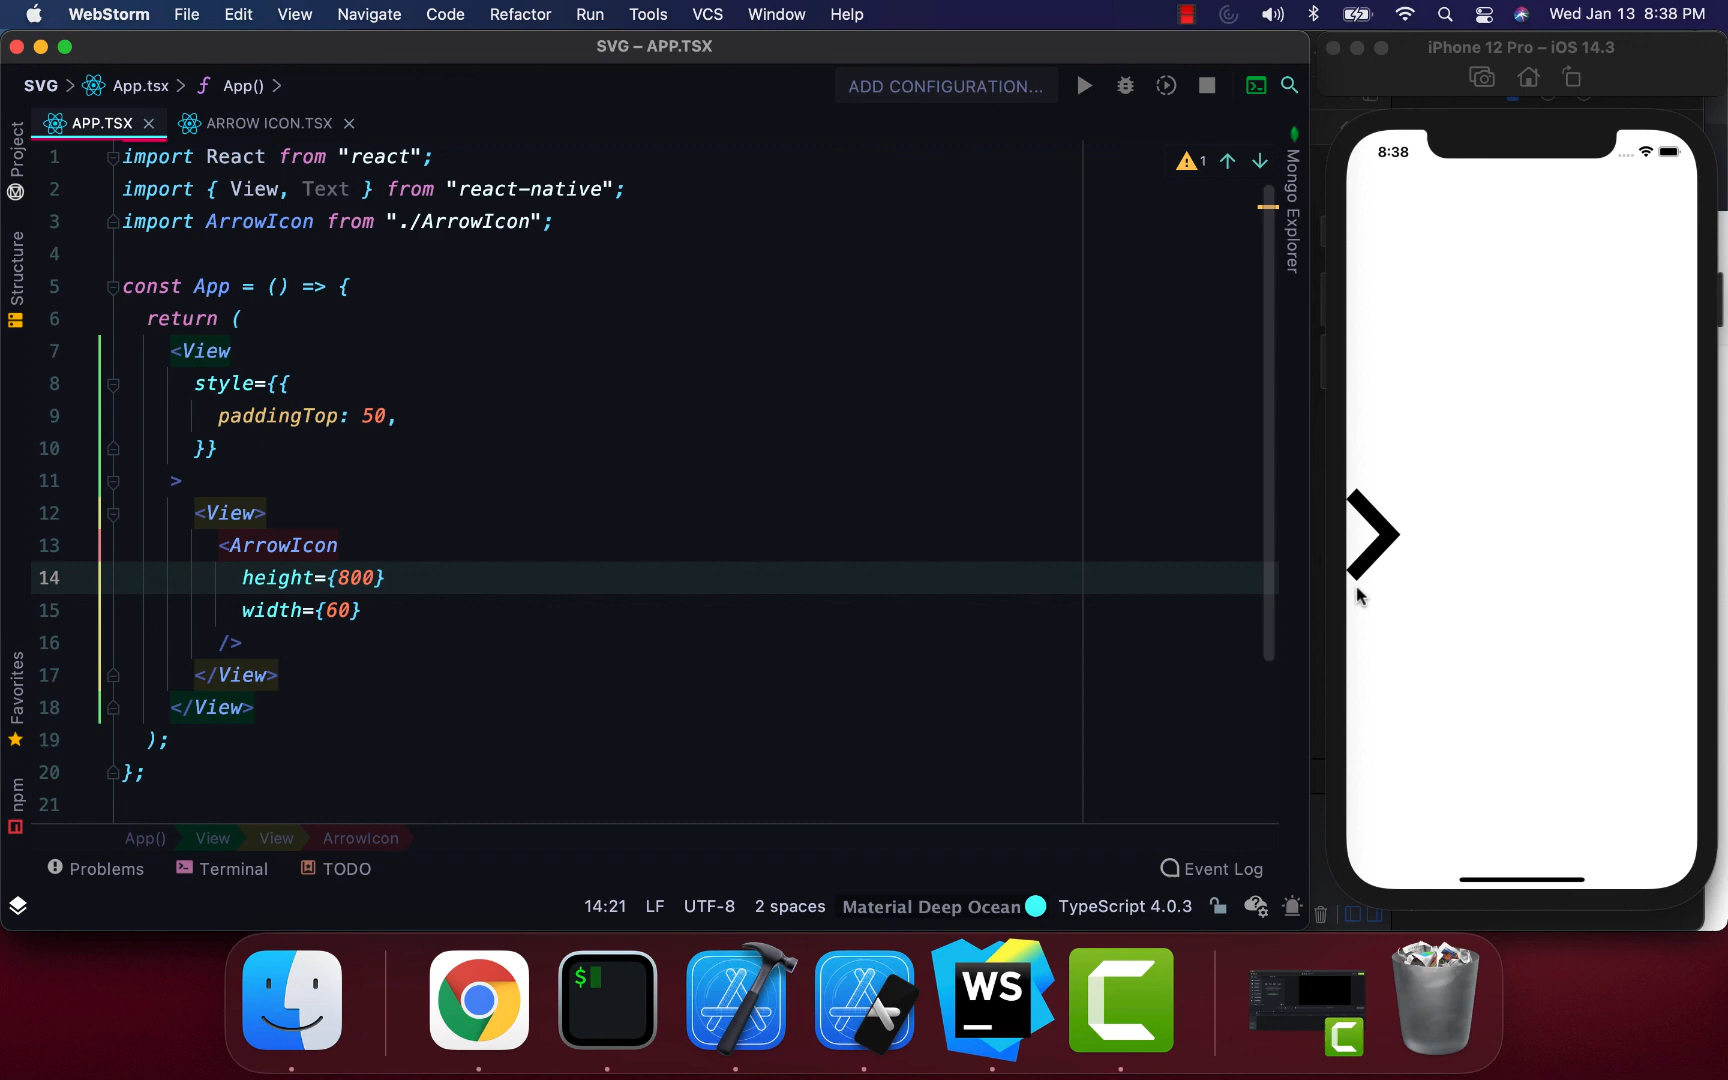 WebStorm File Edit View Navigate Code Refactor Run Tools VCS Window Help Wed Jan 13 8:38 PM
SVG – APP.TSX
iPhone 12 Pro – iOS 14.3
SVG App.tsx App()
ADD CONFIGURATION...
APP.TSX ARROW ICON.TSX
Project
Structure
Favorites
npm
Mongo Explorer
1
8:38
1 import React from "react";
2 import { View, Text } from "react-native";
3 import ArrowIcon from "./ArrowIcon";
4
5 const App = () => {
6 return (
7 <View
8 style={{
9 paddingTop: 50,
10 }}
11 >
12 <View>
13 <ArrowIcon
14 height={800}
15 width={60}
16 />
17 </View>
18 </View>
19 );
20 };
21
App() View View ArrowIcon
Problems Terminal TODO Event Log
14:21 LF UTF-8 2 spaces Material Deep Ocean TypeScript 4.0.3
$
WS
C
C